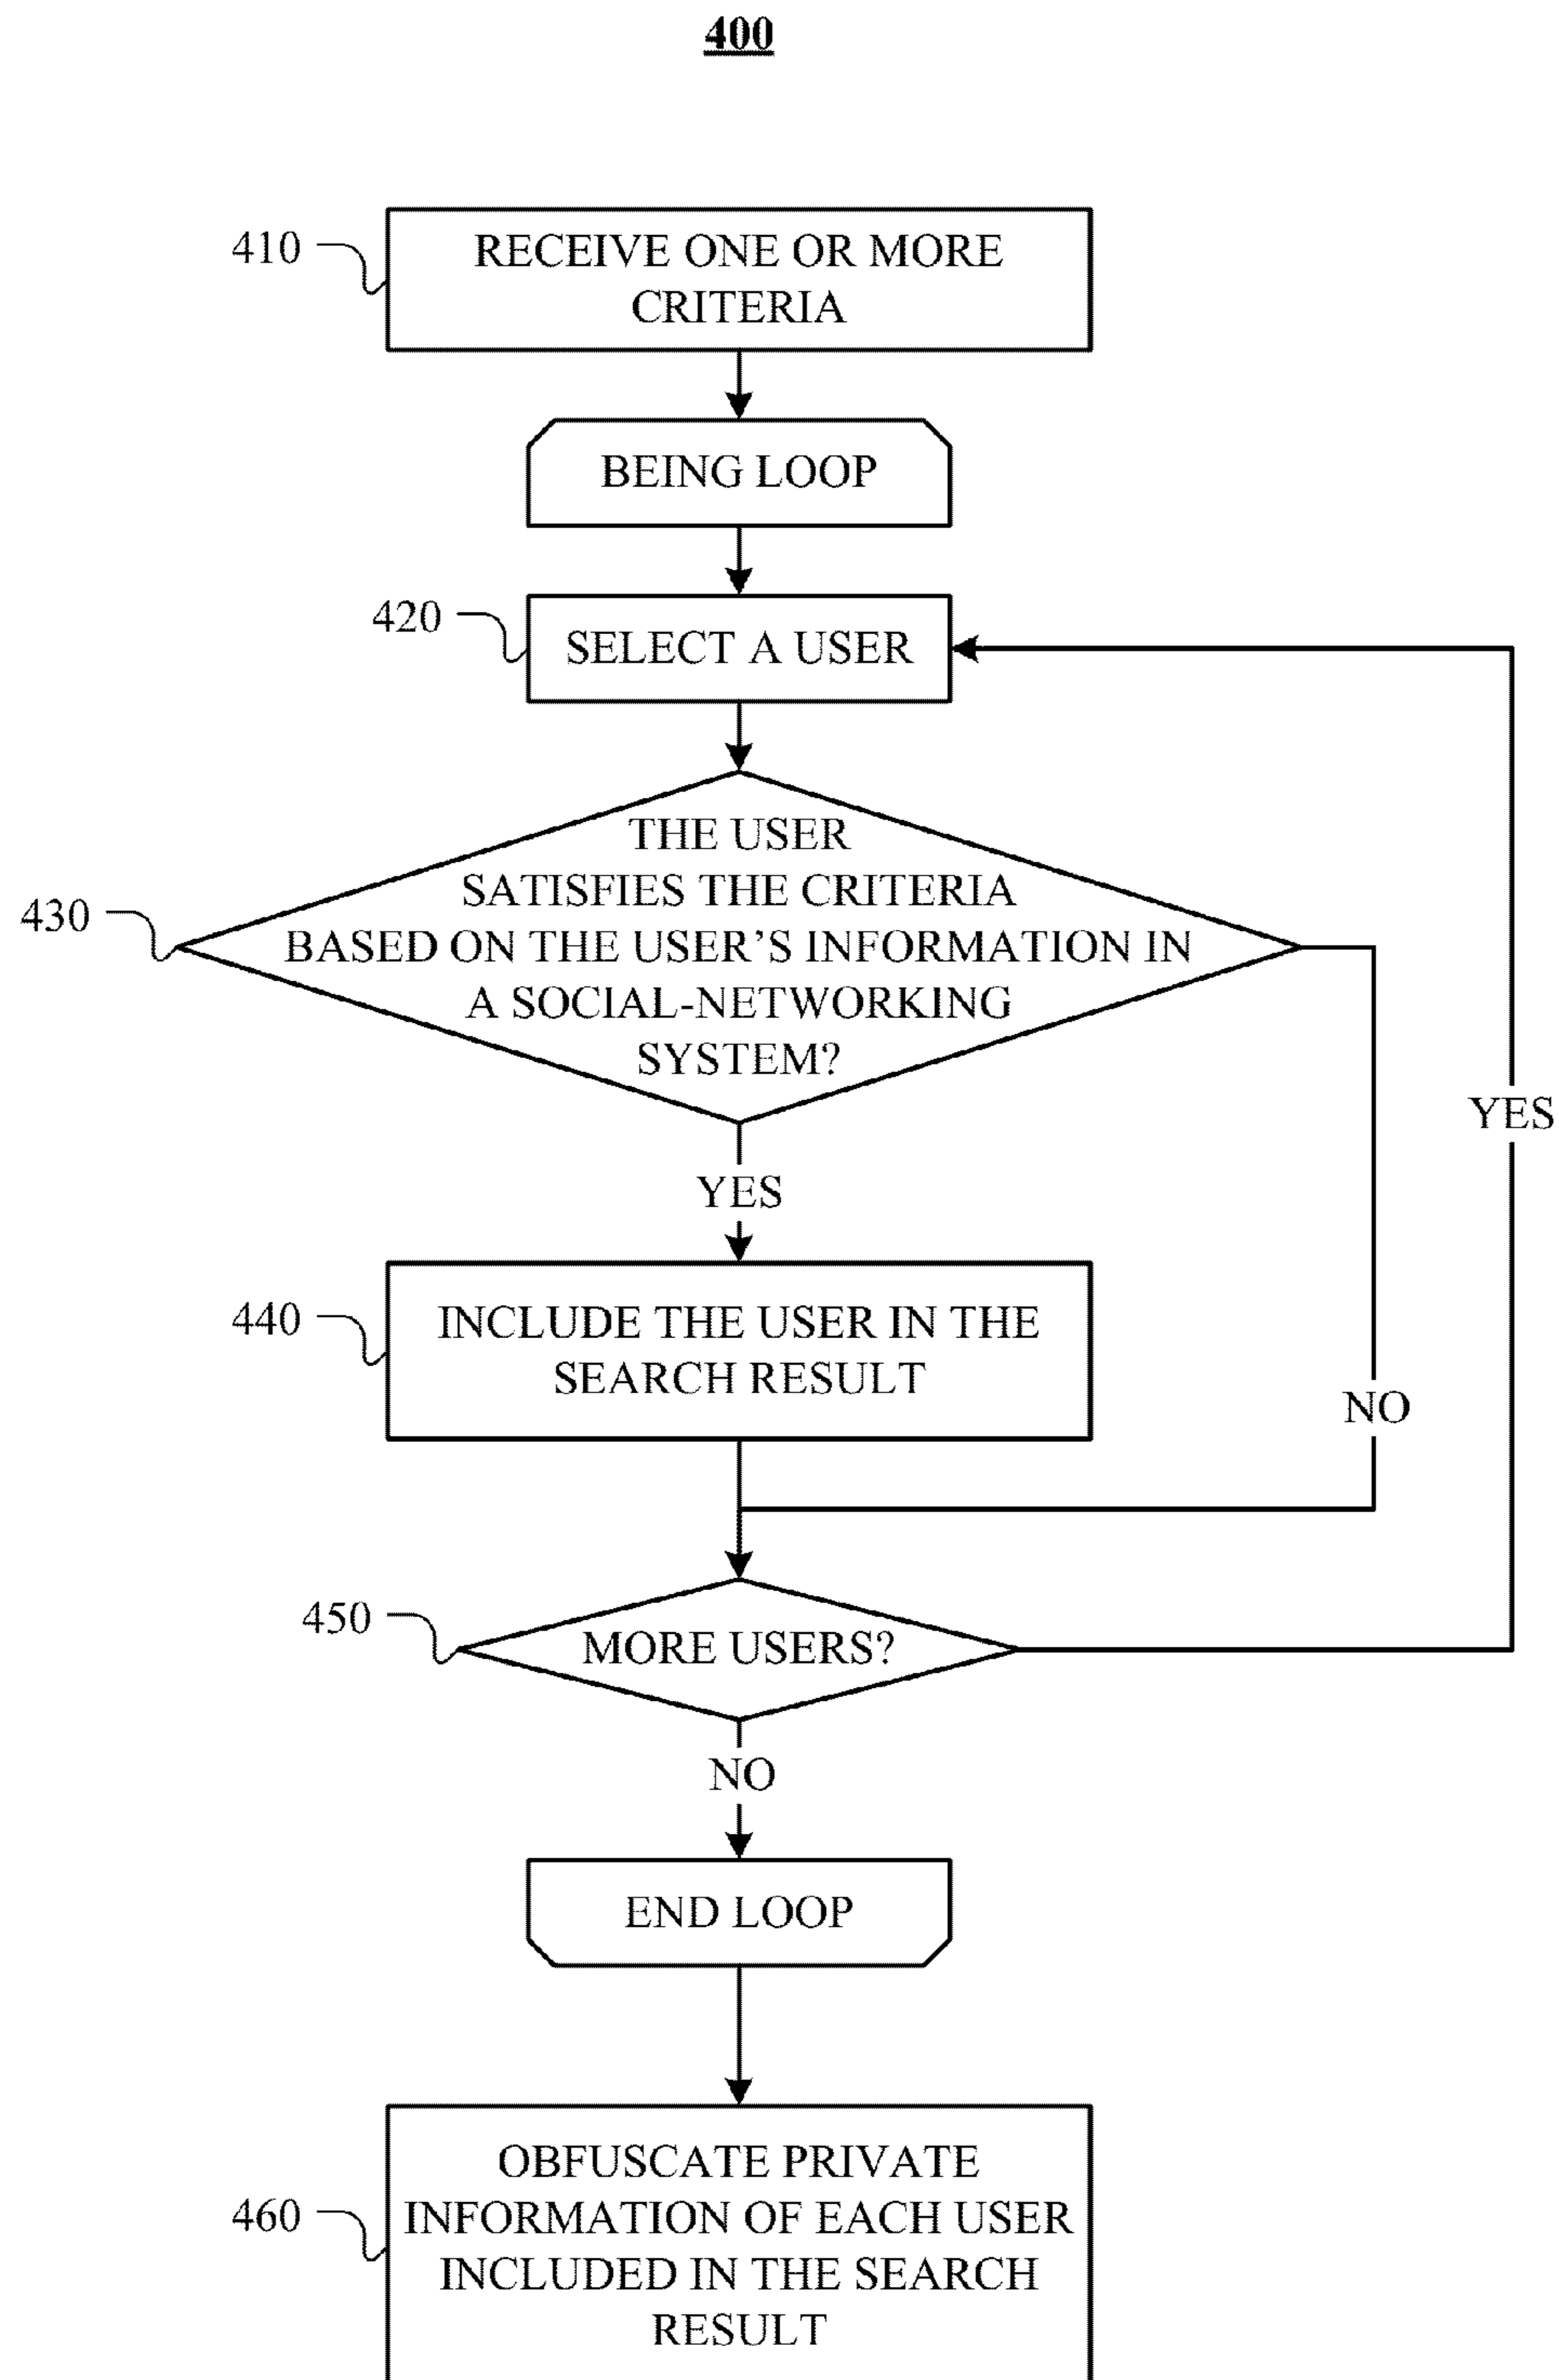 400
410
RECEIVE ONE OR MORE
CRITERIA
BEING LOOP
420
SELECT A USER
430
THE USER
SATISFIES THE CRITERIA
BASED ON THE USER'S INFORMATION IN
A SOCIAL-NETWORKING
SYSTEM?
YES
YES
440
INCLUDE THE USER IN THE
SEARCH RESULT
NO
450
MORE USERS?
NO
END LOOP
460
OBFUSCATE PRIVATE
INFORMATION OF EACH USER
INCLUDED IN THE SEARCH
RESULT